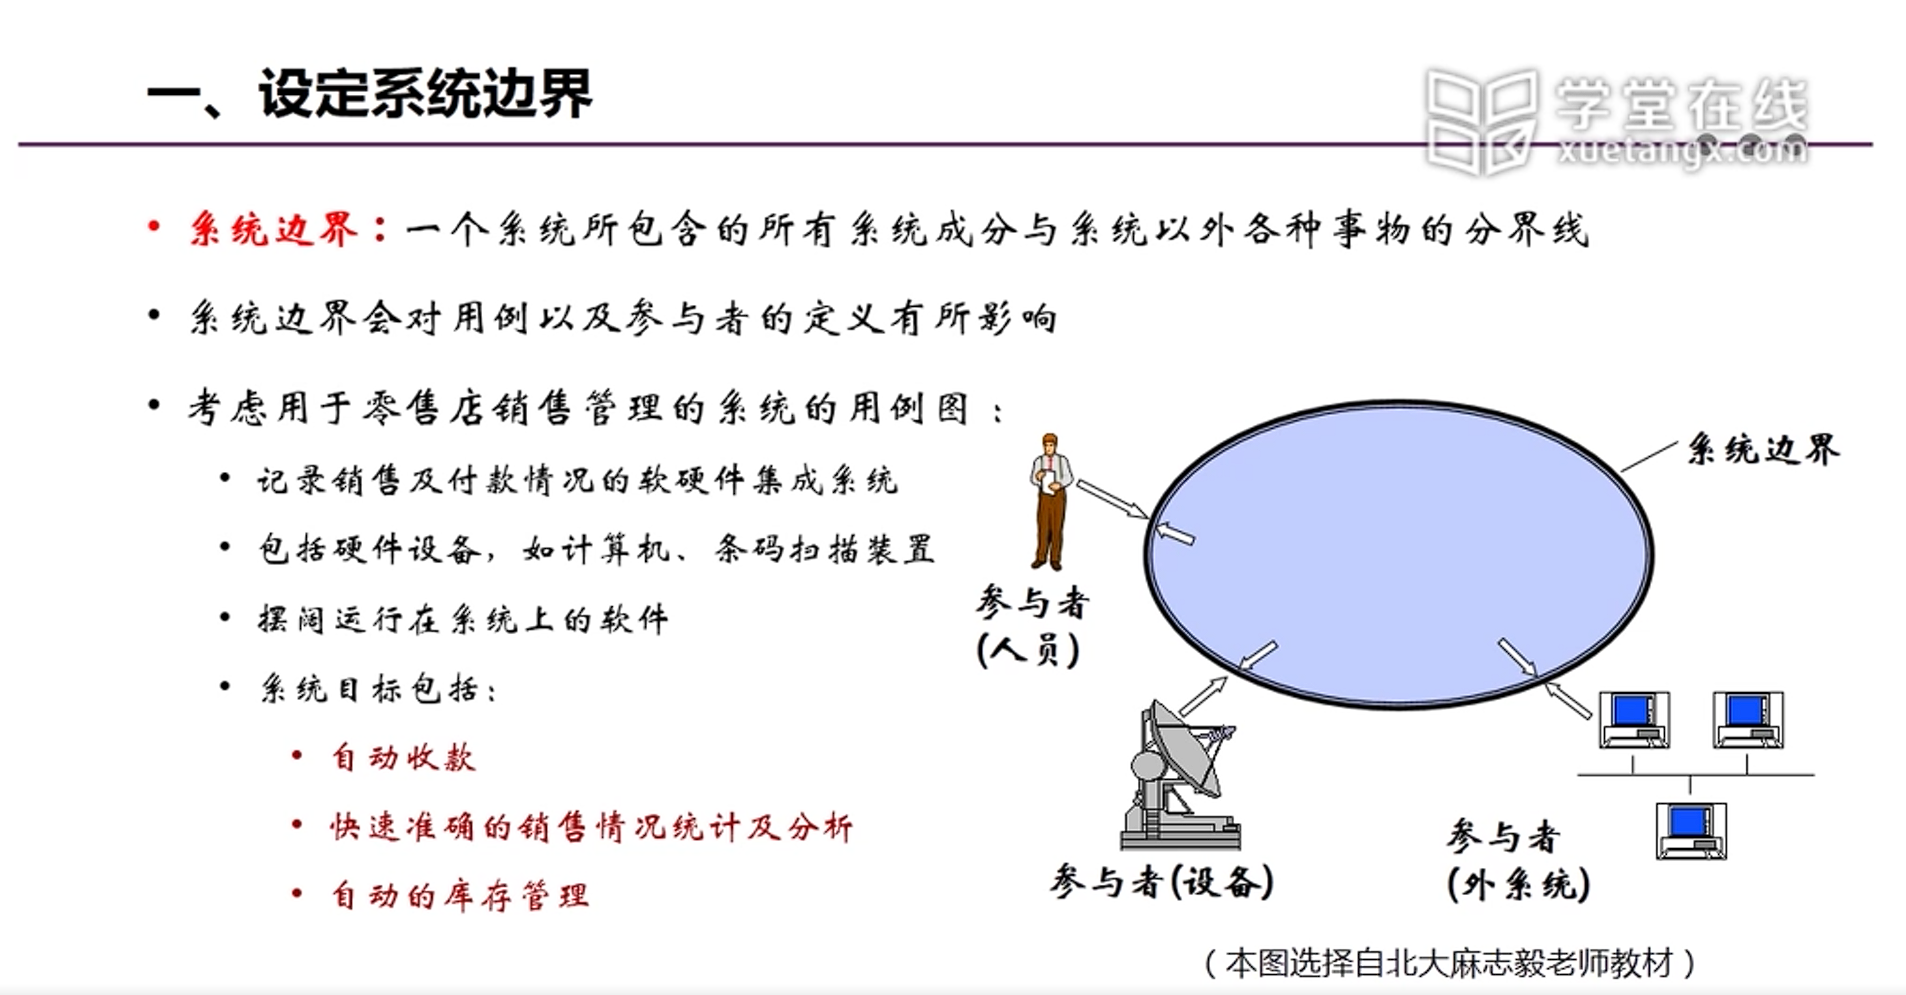 一、设定系统边界
学堂在线
xuetangx.com
• 系统边界：一个系统所包含的所有系统成分与系统以外各种事物的分界线
• 系统边界会对用例以及参与者的定义有所影响
• 考虑用于零售店销售管理的系统的用例图：
• 记录销售及付款情况的软硬件集成系统
• 包括硬件设备，如计算机、条码扫描装置
• 摆阔运行在系统上的软件
• 系统目标包括：
• 自动收款
• 快速准确的销售情况统计及分析
• 自动的库存管理
系统边界
参与者
(人员)
参与者(设备)
参与者
(外系统)
（本图选择自北大麻志毅老师教材）